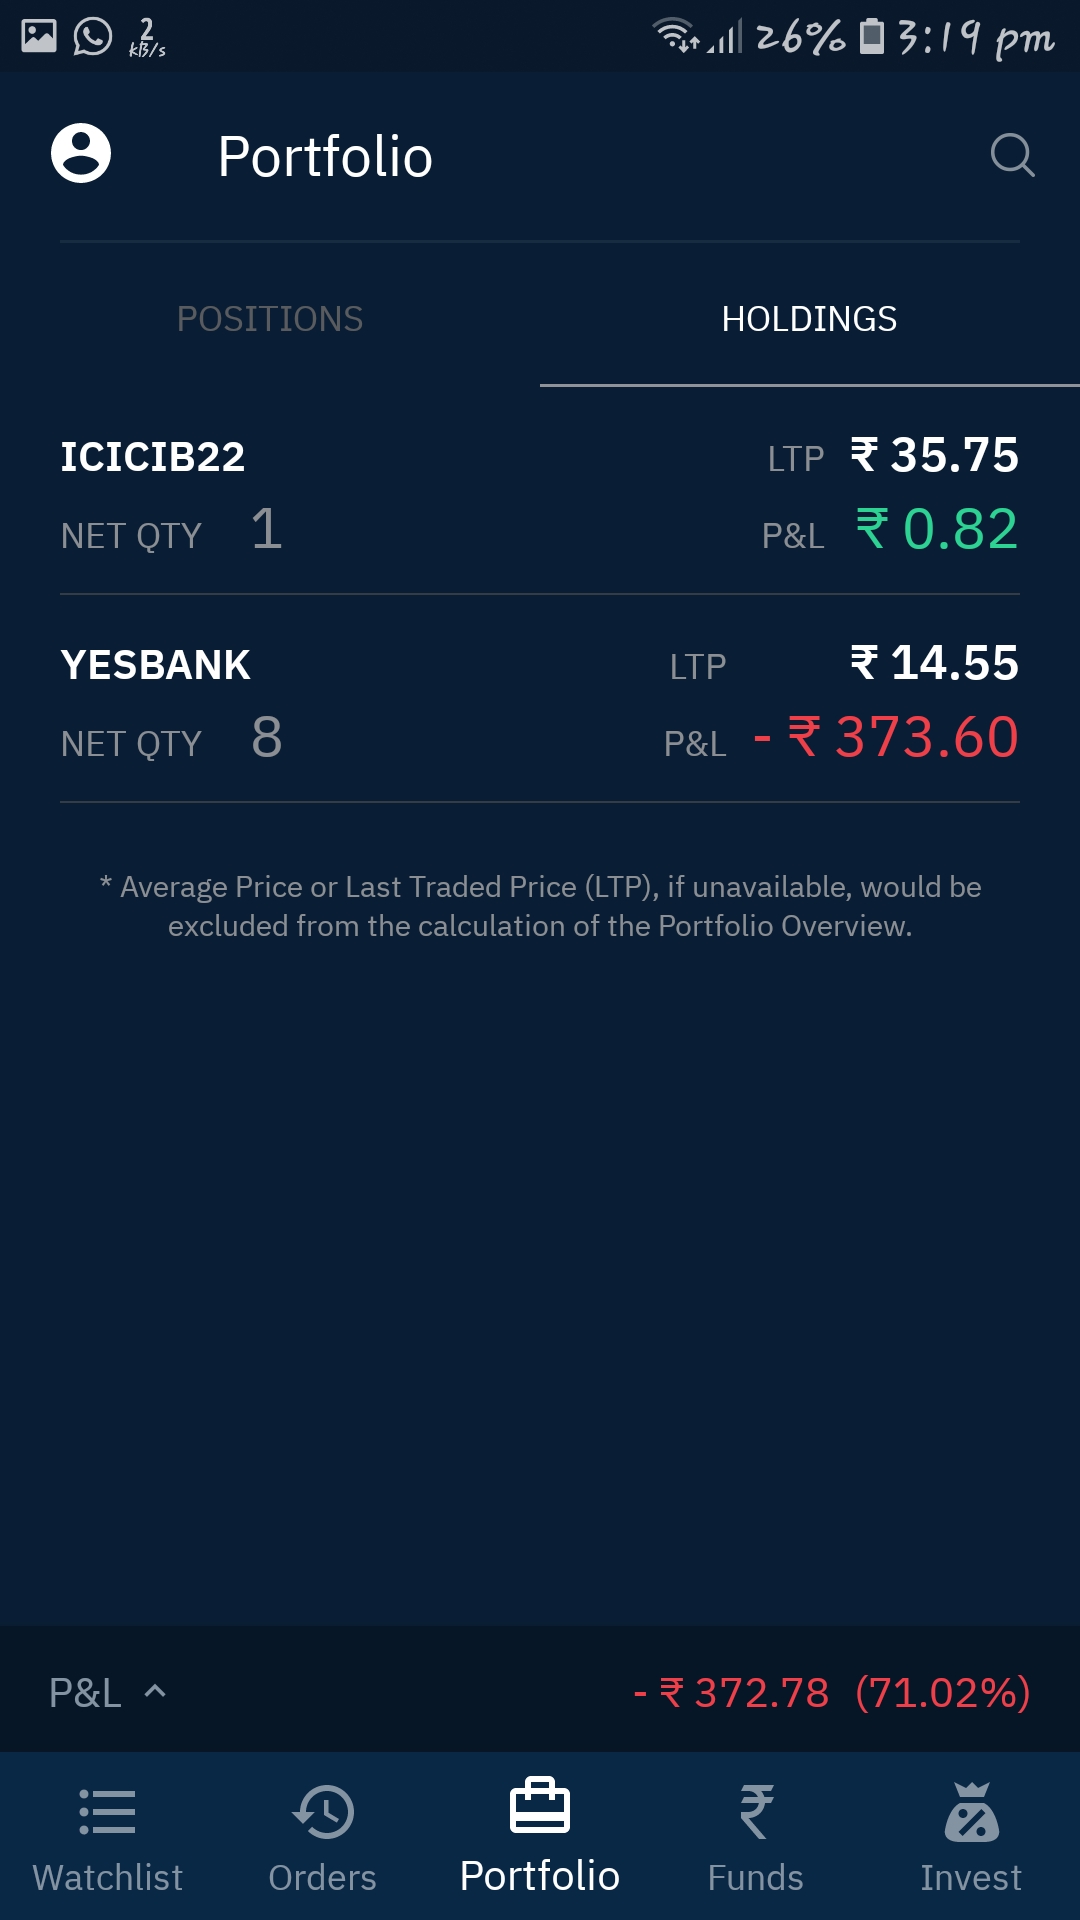 2 KB/s 26% 3:19 pm
Portfolio
POSITIONS HOLDINGS
ICICIB22 LTP ₹ 35.75
NET QTY 1 P&L ₹ 0.82
YESBANK LTP ₹ 14.55
NET QTY 8 P&L - ₹ 373.60
* Average Price or Last Traded Price (LTP), if unavailable, would be
excluded from the calculation of the Portfolio Overview.
P&L - ₹ 372.78 (71.02%)
Watchlist Orders Portfolio Funds Invest